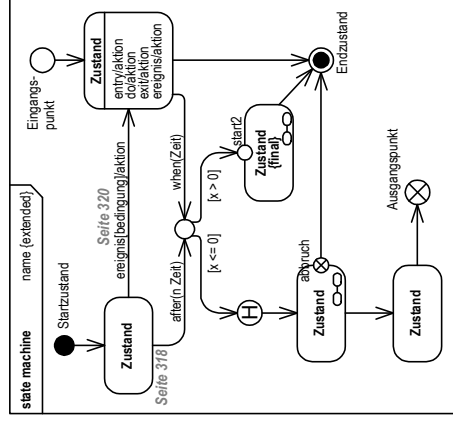 state machine name {extended}
Startzustand
Eingangs-
punkt
Zustand
Seite 318
Seite 320
ereignis[bedingung]/aktion
Zustand
entry/aktion
do/aktion
exit/aktion
ereignis/aktion
after(n Zeit)
when(Zeit)
[x <= 0]
[x > 0]
start2
Zustand
{final}
Endzustand
H
abbruch
Zustand
Zustand
Ausgangspunkt